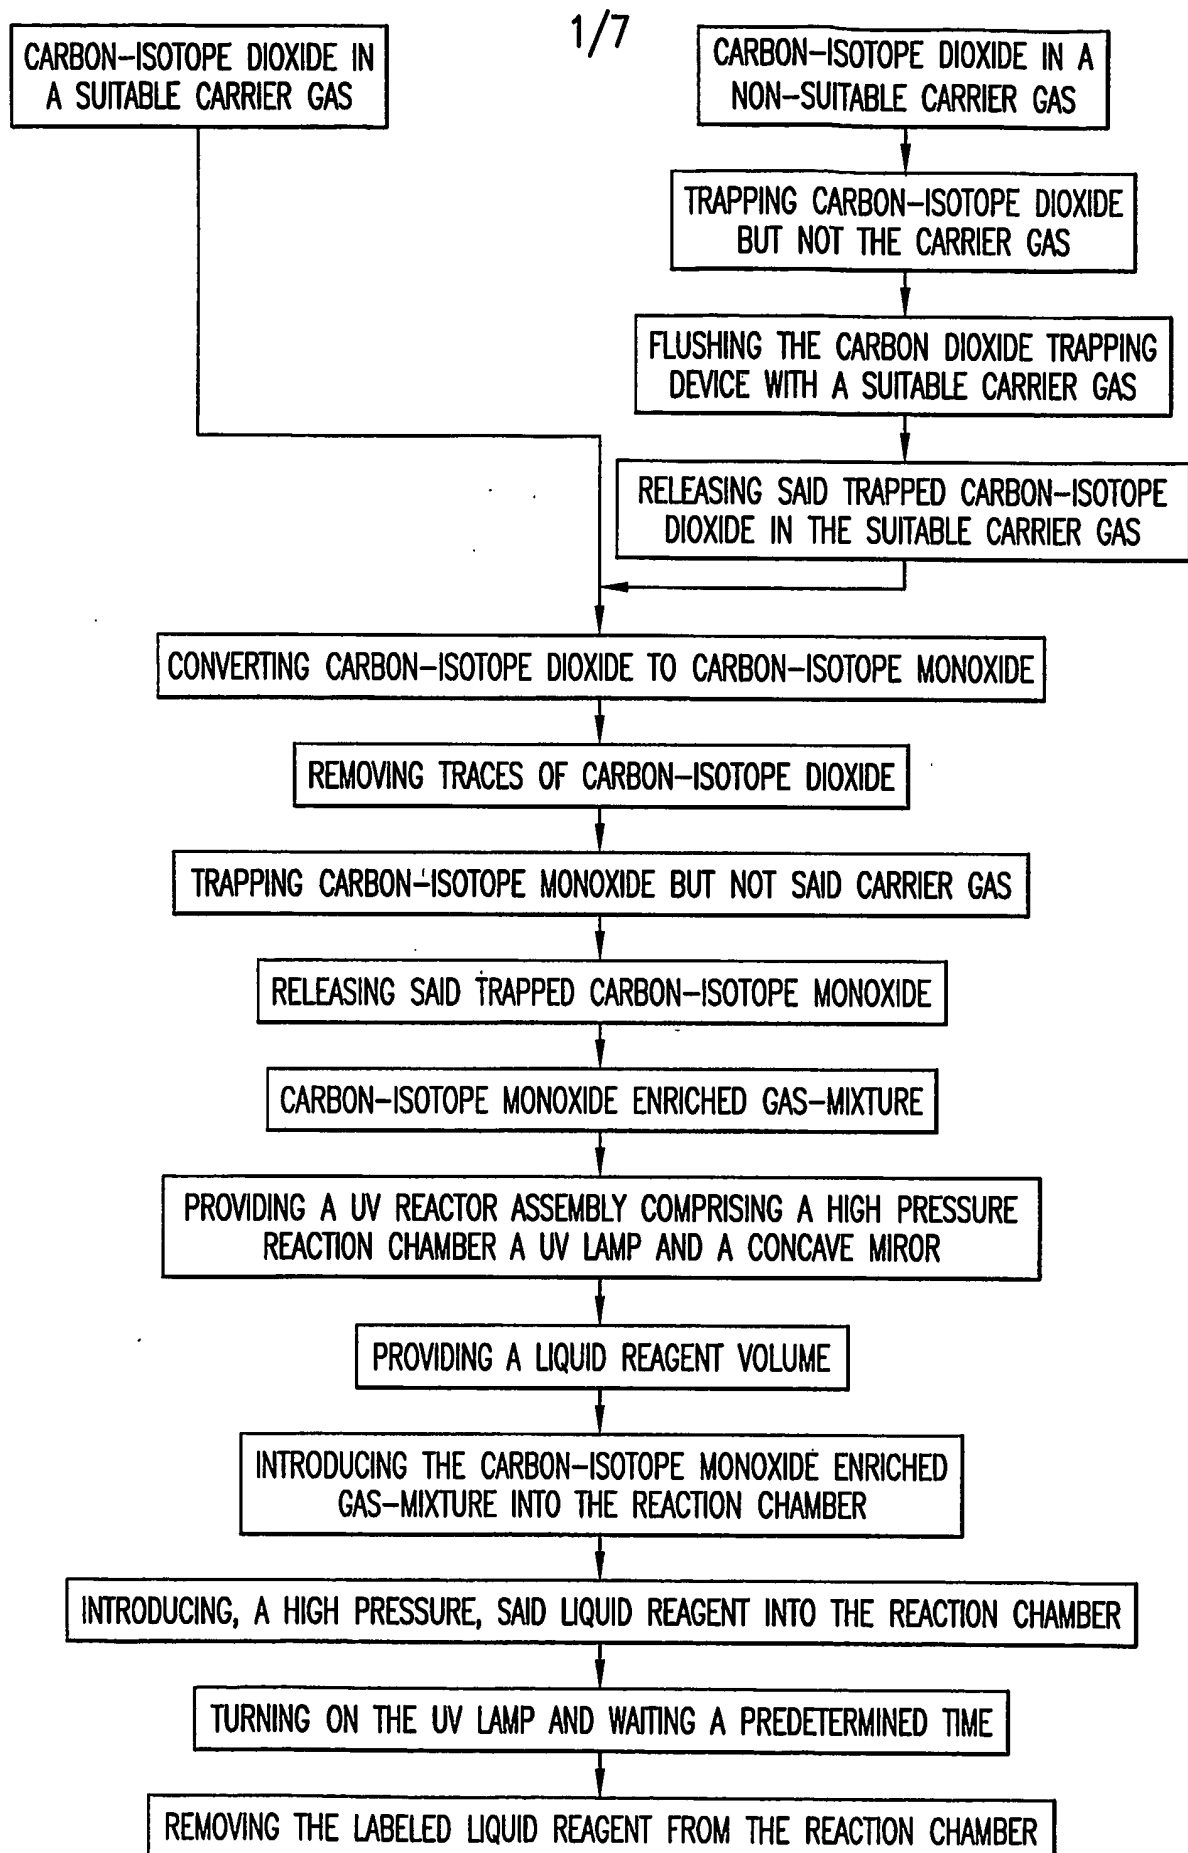 1/7
CARBON-ISOTOPE DIOXIDE IN
A SUITABLE CARRIER GAS
CARBON-ISOTOPE DIOXIDE IN A
NON-SUITABLE CARRIER GAS
TRAPPING CARBON-ISOTOPE DIOXIDE
BUT NOT THE CARRIER GAS
FLUSHING THE CARBON DIOXIDE TRAPPING
DEVICE WITH A SUITABLE CARRIER GAS
RELEASING SAID TRAPPED CARBON-ISOTOPE
DIOXIDE IN THE SUITABLE CARRIER GAS
CONVERTING CARBON-ISOTOPE DIOXIDE TO CARBON-ISOTOPE MONOXIDE
REMOVING TRACES OF CARBON-ISOTOPE DIOXIDE
TRAPPING CARBON-ISOTOPE MONOXIDE BUT NOT SAID CARRIER GAS
RELEASING SAID TRAPPED CARBON-ISOTOPE MONOXIDE
CARBON-ISOTOPE MONOXIDE ENRICHED GAS-MIXTURE
PROVIDING A UV REACTOR ASSEMBLY COMPRISING A HIGH PRESSURE
REACTION CHAMBER A UV LAMP AND A CONCAVE MIROR
PROVIDING A LIQUID REAGENT VOLUME
INTRODUCING THE CARBON-ISOTOPE MONOXIDE ENRICHED
GAS-MIXTURE INTO THE REACTION CHAMBER
INTRODUCING, A HIGH PRESSURE, SAID LIQUID REAGENT INTO THE REACTION CHAMBER
TURNING ON THE UV LAMP AND WAITING A PREDETERMINED TIME
REMOVING THE LABELED LIQUID REAGENT FROM THE REACTION CHAMBER